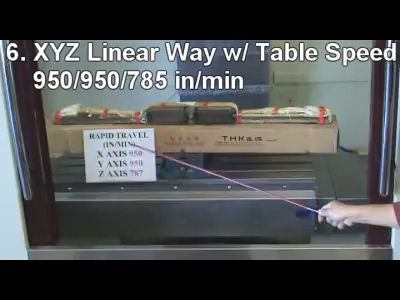 6. XYZ Linear Way w/ Table Speed
950/950/785 in/min
RAPID TRAVEL
(IN/MIN)
X AXIS 950
Y AXIS 950
Z AXIS 787
THK